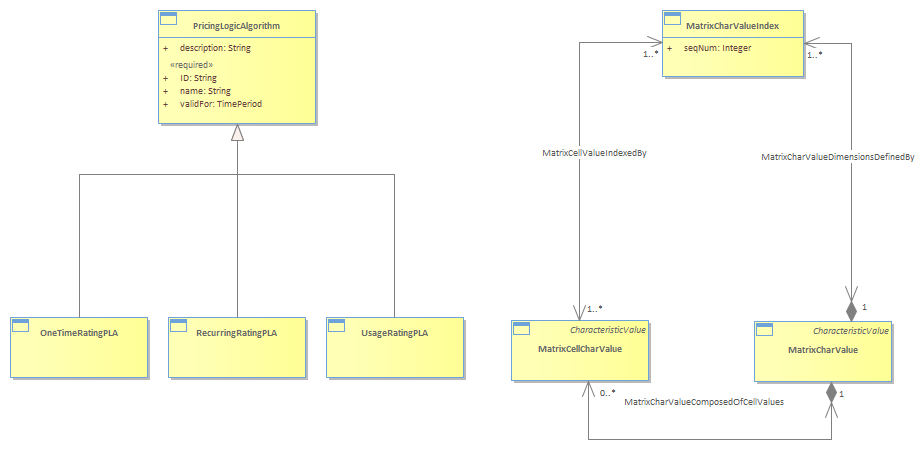 PricingLogicAlgorithm
+ description: String
«required»
+ ID: String
+ name: String
+ validFor: TimePeriod
OneTimeRatingPLA
RecurringRatingPLA
UsageRatingPLA
MatrixCharValueIndex
+ seqNum: Integer
1..*
1..*
MatrixCellValueIndexedBy
MatrixCharValueDimensionsDefinedBy
1..*
1
CharacteristicValue
MatrixCellCharValue
CharacteristicValue
MatrixCharValue
0..*
MatrixCharValueComposedOfCellValues
1